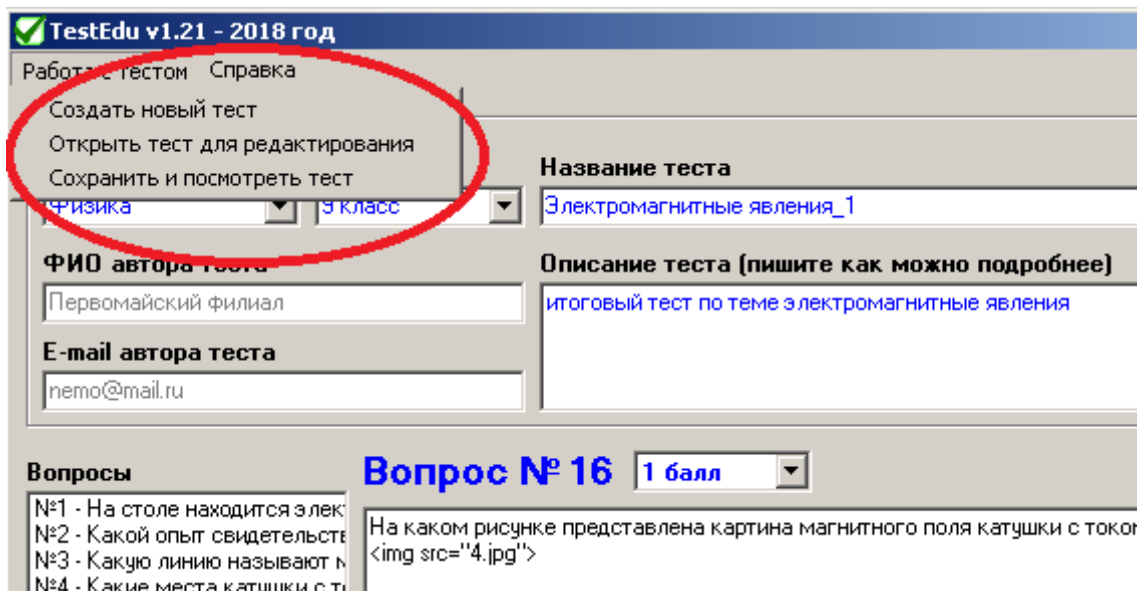 TestEdu v1.21 - 2018 год
Работа с тестом Справка
Создать новый тест
Открыть тест для редактирования
Сохранить и посмотреть тест
Физика 9 класс
Название теста
Электромагнитные явления_1
ФИО автора теста
Первомайский филиал
E-mail автора теста
nemo@mail.ru
Описание теста (пишите как можно подробнее)
итоговый тест по теме электромагнитные явления
Вопросы
№1 - На столе находится элек
№2 - Какой опыт свидетельств
№3 - Какую линию называют м
№4 - Какие места катушки с т
Вопрос № 16 1 балл
На каком рисунке представлена картина магнитного поля катушки с током
<img src="4.jpg">